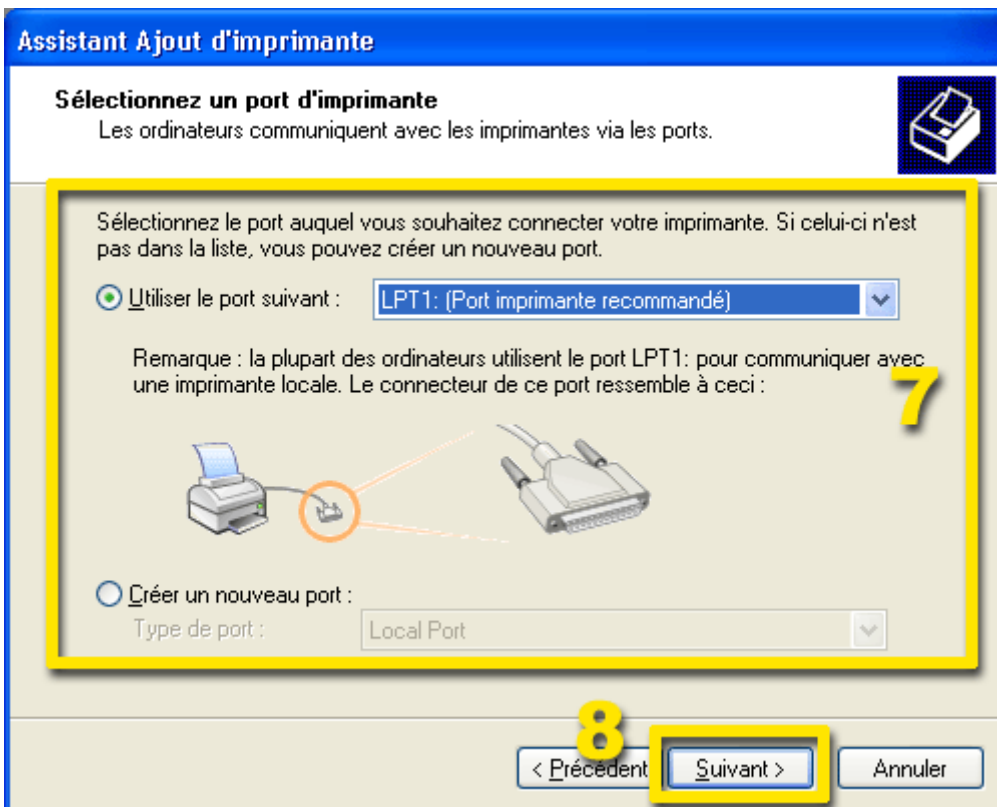 Assistant Ajout d'imprimante
Sélectionnez un port d'imprimante
Les ordinateurs communiquent avec les imprimantes via les ports.
Sélectionnez le port auquel vous souhaitez connecter votre imprimante. Si celui-ci n'est
pas dans la liste, vous pouvez créer un nouveau port.
Utiliser le port suivant : LPT1: (Port imprimante recommandé)
Remarque : la plupart des ordinateurs utilisent le port LPT1: pour communiquer avec
une imprimante locale. Le connecteur de ce port ressemble à ceci :
7
Créer un nouveau port :
Type de port : Local Port
8
< Précédent Suivant > Annuler